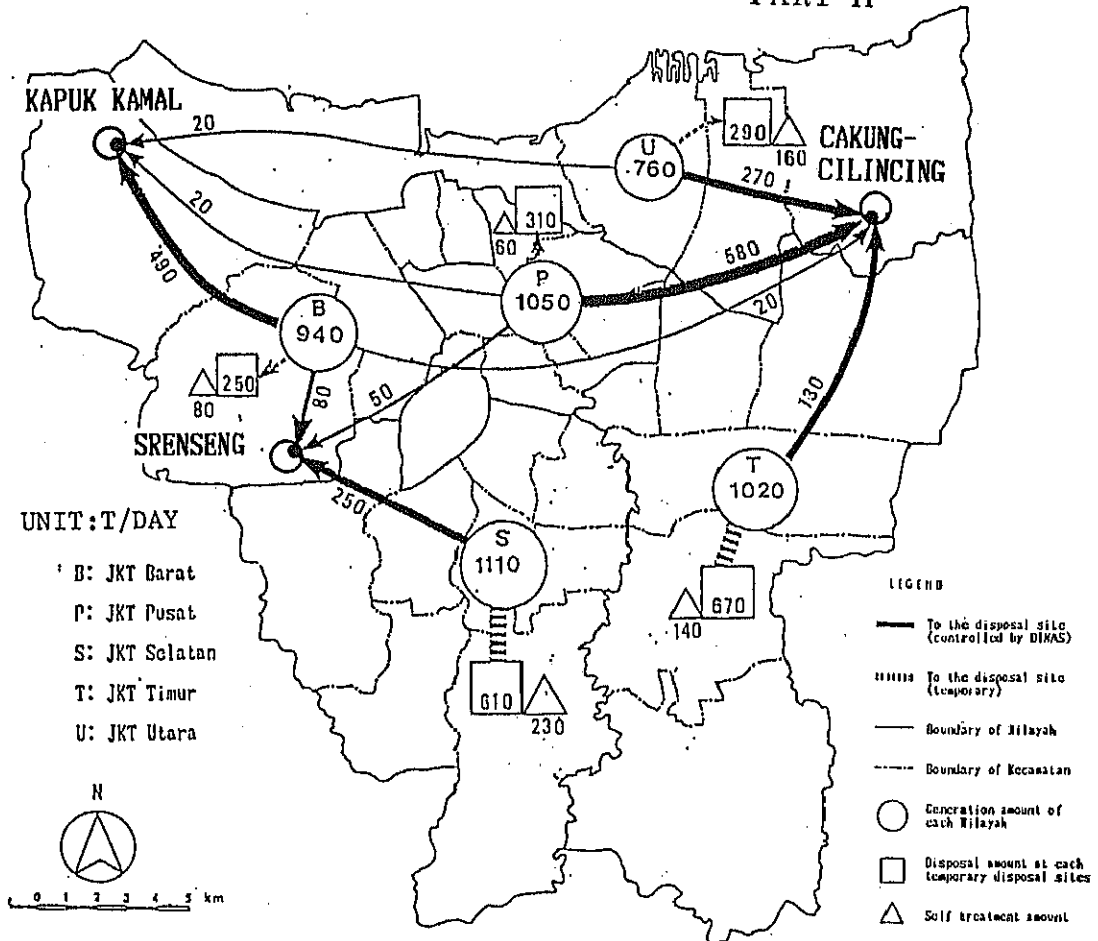 PART II
KAPUK KAMAL
20
U
760
290
160
CAKUNG-
CILINCING
270
20
60
310
P
1050
580
20
490
B
940
80
250
80
50
130
SRENSENG
250
T
1020
S
1110
140
670
610
230
UNIT:T/DAY
B: JKT Barat
P: JKT Pusat
S: JKT Selatan
T: JKT Timur
U: JKT Utara
N
0 1 2 3 4 5 km
LEGEND
To the disposal site
(controlled by DINAS)
To the disposal site
(temporary)
Boundary of Wilayah
Boundary of Kecamatan
Generation amount of
each Wilayah
Disposal amount at each
temporary disposal sites
Self treatment amount